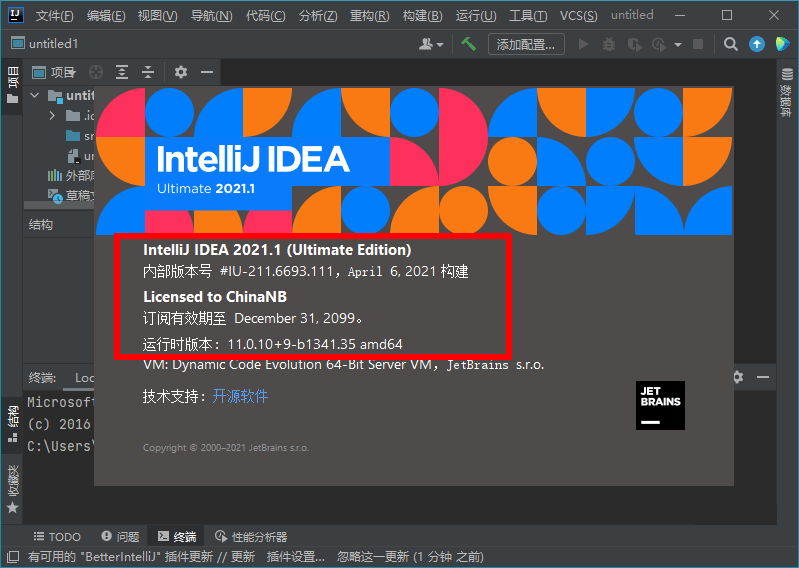 文件(F) 编辑(E) 视图(V) 导航(N) 代码(C) 分析(Z) 重构(R) 构建(B) 运行(U) 工具(T) VCS(S) untitled
untitled1
添加配置...
项目
项目
数据库
IntelliJ IDEA
Ultimate 2021.1
外部
草稿文
结构
IntelliJ IDEA 2021.1 (Ultimate Edition)
内部版本号 #IU-211.6693.111，April 6, 2021 构建
Licensed to ChinaNB
订阅有效期至 December 31, 2099。
运行时版本：11.0.10+9-b1341.35 amd64
VM: Dynamic Code Evolution 64-Bit Server VM，JetBrains s.r.o.
技术支持：开源软件
JET
BRAINS
Copyright © 2000–2021 JetBrains s.r.o.
终端: Loc
Microsoft
(c) 2016
C:\Users\
结构
收藏夹
TODO 问题 终端 性能分析器
有可用的 "BetterIntelliJ" 插件更新 // 更新 插件设置... 忽略这一更新 (1 分钟 之前)